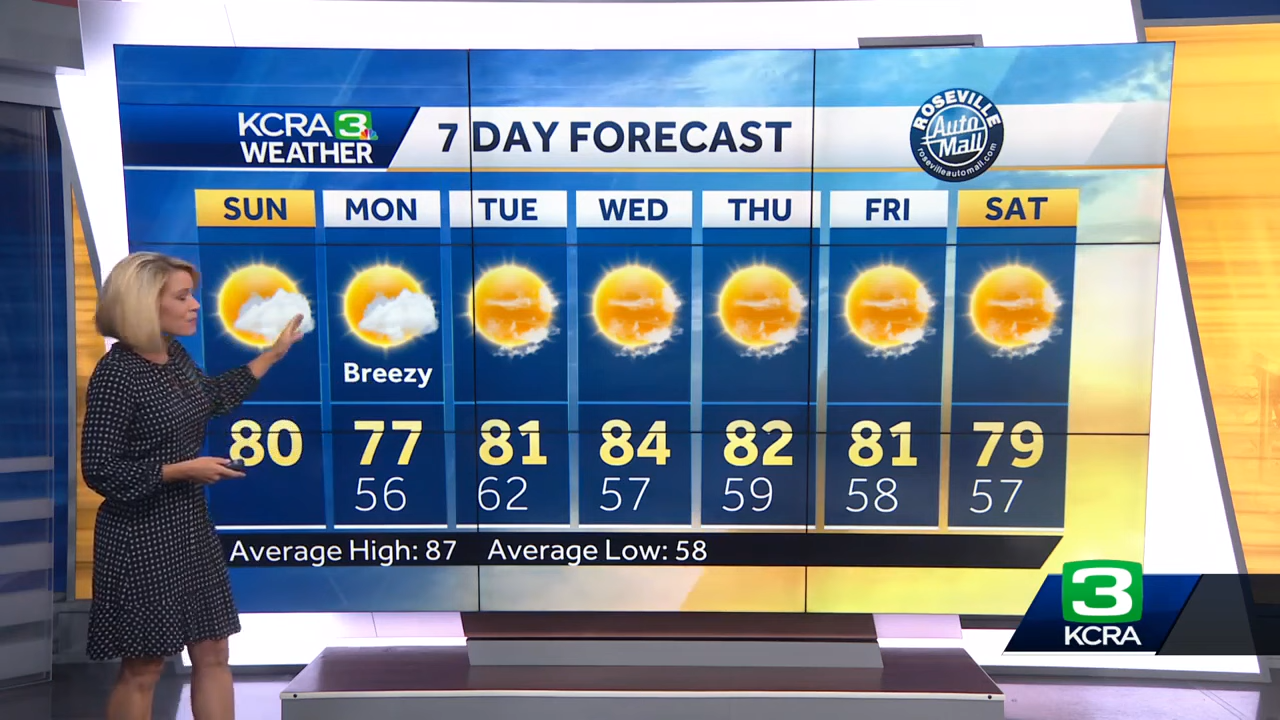 KCRA 3
WEATHER
7 DAY FORECAST
ROSEVILLE
Auto
Mall
rosevilleautomall.com
SUN MON TUE WED THU FRI SAT
Breezy
80 77 81 84 82 81 79
56 62 57 59 58 57
Average High: 87 Average Low: 58
3
KCRA